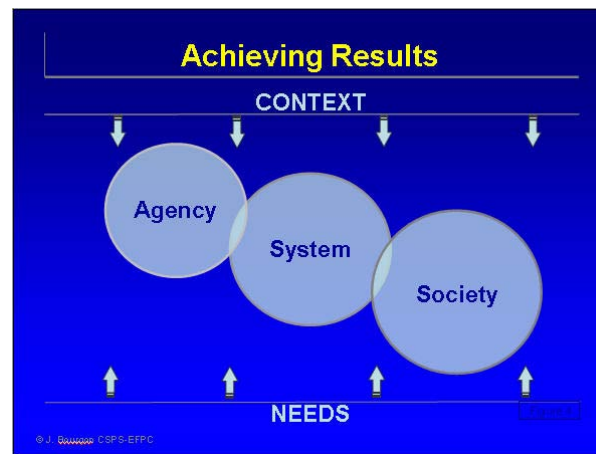 Achieving Results
CONTEXT
Agency
System
Society
NEEDS
© J. Bourgon CSPS-EFPC